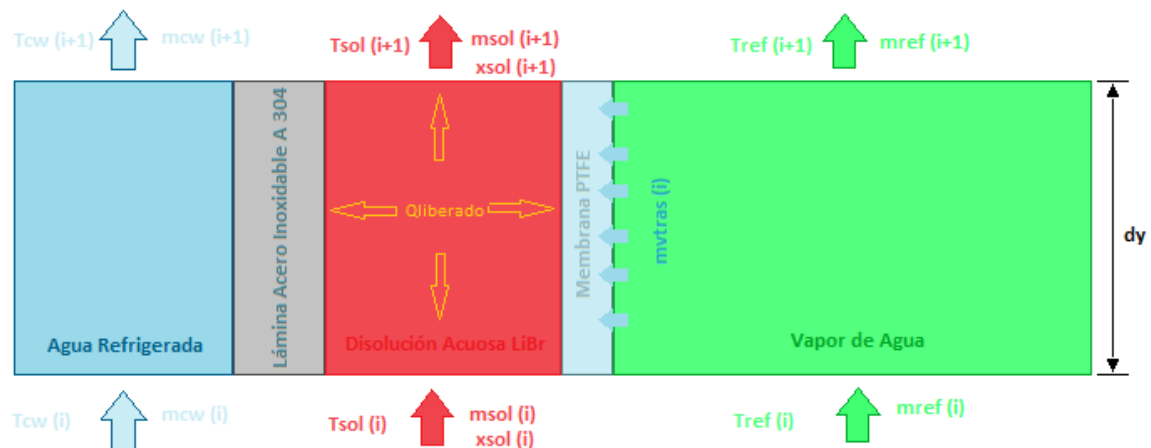 Tcw (i+1)
mcw (i+1)
Tsol (i+1)
msol (i+1)
xsol (i+1)
Tref (i+1)
mref (i+1)
Agua Refrigerada
Lámina Acero Inoxidable A 304
Qliberado
Disolución Acuosa LiBr
Membrana PTFE
mvtras (i)
Vapor de Agua
dy
Tcw (i)
mcw (i)
Tsol (i)
msol (i)
xsol (i)
Tref (i)
mref (i)